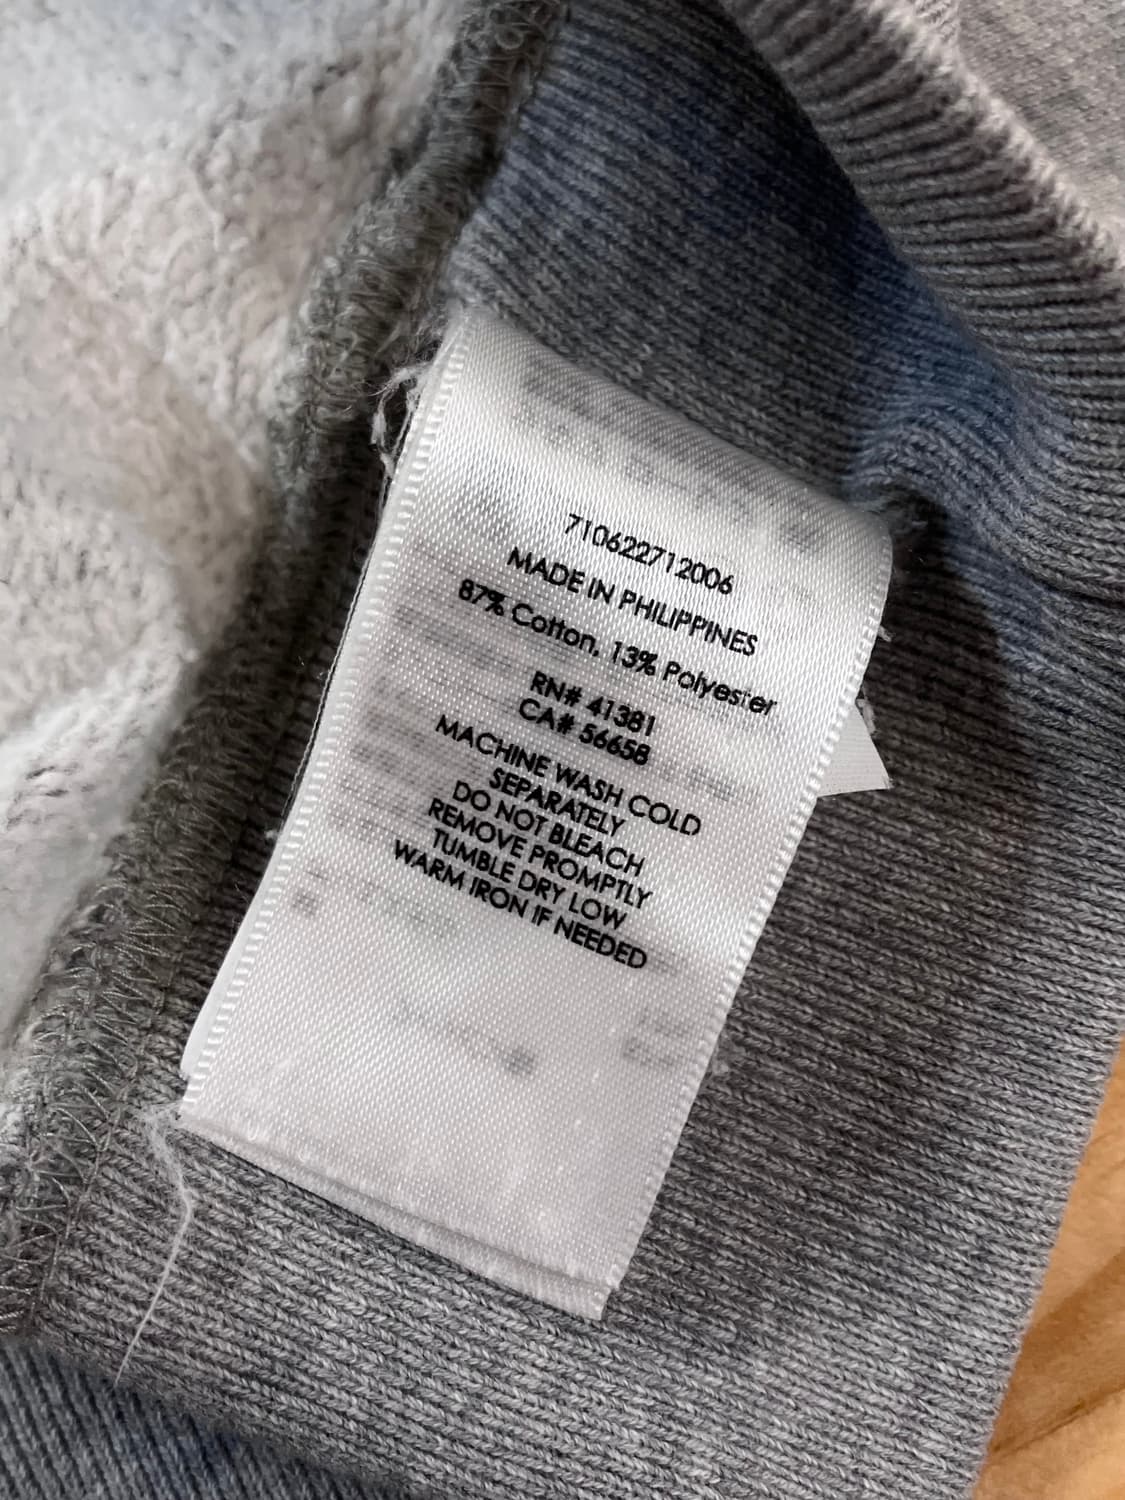 710622712006
MADE IN PHILIPPINES
87% Cotton, 13% Polyester
RN# 41381
CA# 56658
MACHINE WASH COLD
SEPARATELY
DO NOT BLEACH
REMOVE PROMPTLY
TUMBLE DRY LOW
WARM IRON IF NEEDED